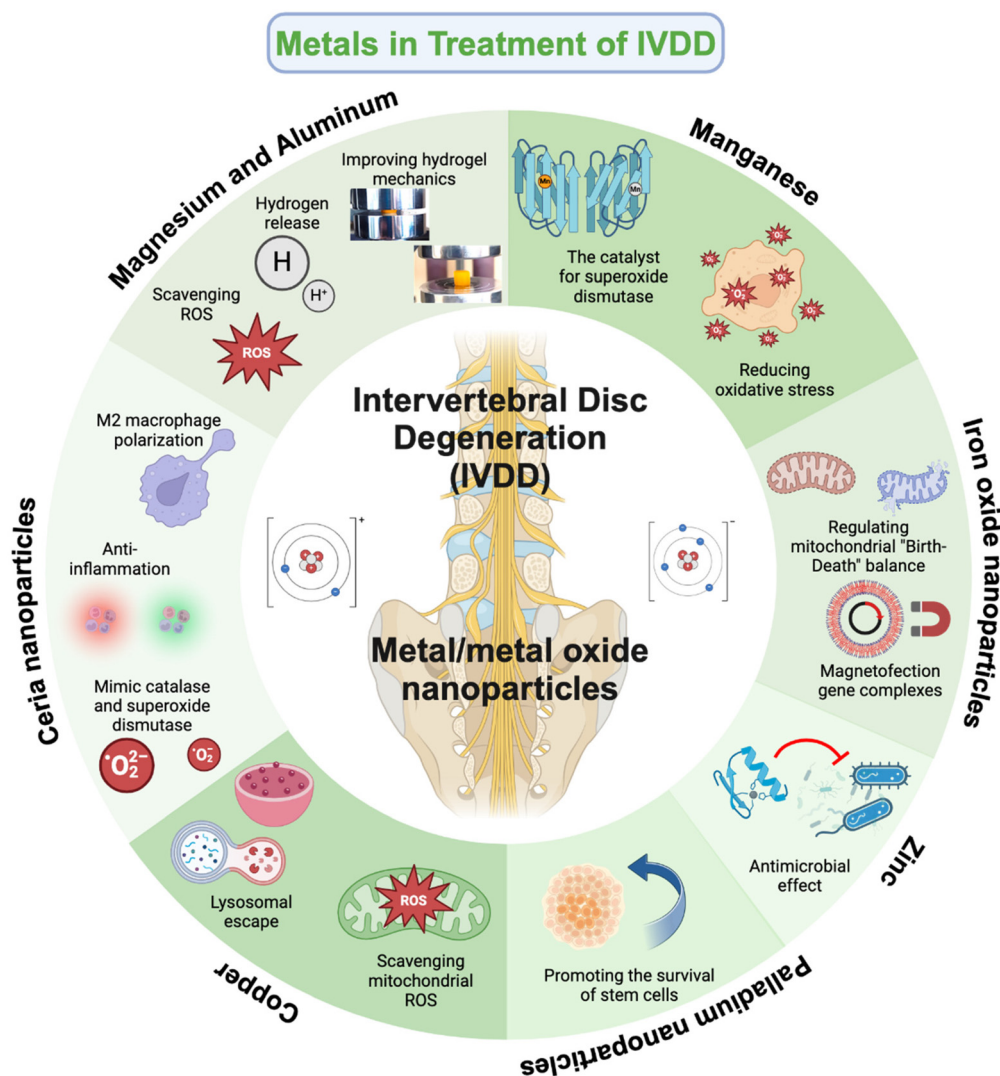 Metals in Treatment of IVDD
Magnesium and Aluminum
Improving hydrogel
mechanics
Hydrogen
release
H
H⁺
Scavenging
ROS
ROS
Manganese
Mn
Mn
The catalyst
for superoxide
dismutase
Reducing
oxidative stress
Iron oxide nanoparticles
Regulating
mitochondrial "Birth-
Death" balance
Magnetofection
gene complexes
Zinc
Antimicrobial
effect
Palladium nanoparticles
Promoting the survival
of stem cells
Copper
Lysosomal
escape
ROS
Scavenging
mitochondrial
ROS
Ceria nanoparticles
M2 macrophage
polarization
Anti-
inflammation
Mimic catalase
and superoxide
dismutase
•O₂²⁻
•O₂⁻
Intervertebral Disc
Degeneration
(IVDD)
+
-
Metal/metal oxide
nanoparticles